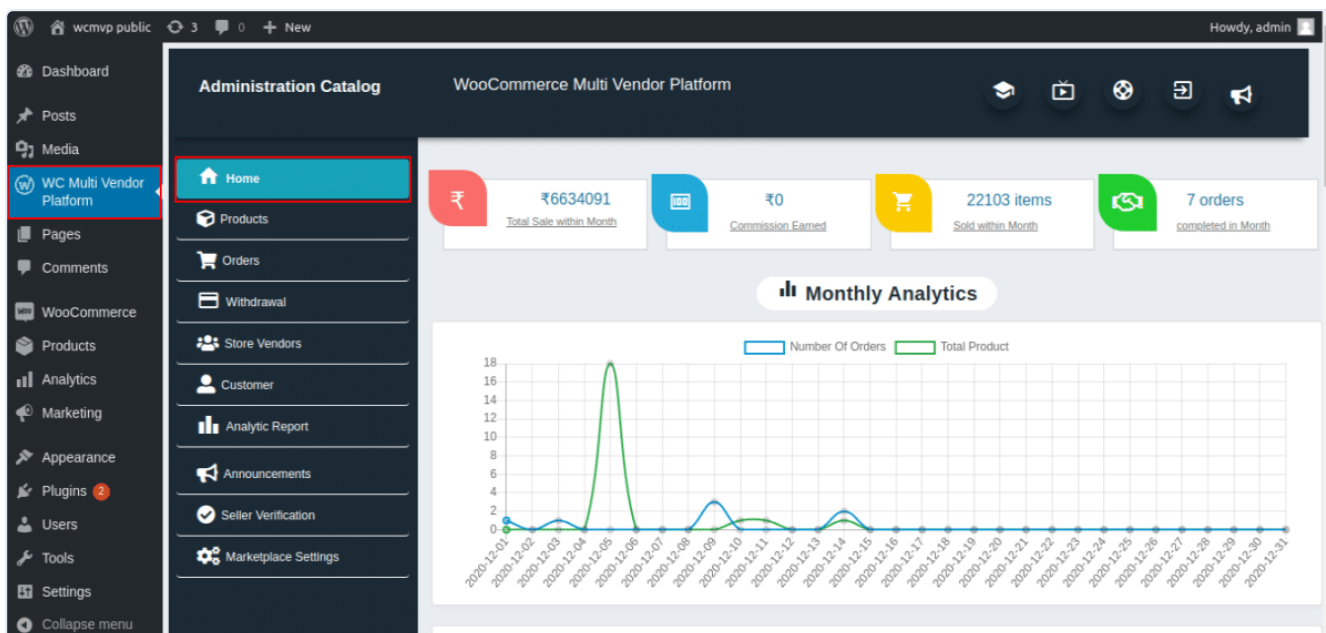 wcmvp public
3
0
New
Howdy, admin
Dashboard
Posts
Media
WC Multi Vendor
Platform
Pages
Comments
WooCommerce
Products
Analytics
Marketing
Appearance
Plugins 2
Users
Tools
Settings
Collapse menu
Administration Catalog
WooCommerce Multi Vendor Platform
Home
Products
Orders
Withdrawal
Store Vendors
Customer
Analytic Report
Announcements
Seller Verification
Marketplace Settings
₹
₹6634091
Total Sale within Month
₹0
Commission Earned
22103 items
Sold within Month
7 orders
completed in Month
Monthly Analytics
Number Of Orders
Total Product
18
16
14
12
10
8
6
4
2
0
2020-12-01
2020-12-02
2020-12-03
2020-12-04
2020-12-05
2020-12-06
2020-12-07
2020-12-08
2020-12-09
2020-12-10
2020-12-11
2020-12-12
2020-12-13
2020-12-14
2020-12-15
2020-12-16
2020-12-17
2020-12-18
2020-12-19
2020-12-20
2020-12-21
2020-12-22
2020-12-23
2020-12-24
2020-12-25
2020-12-26
2020-12-27
2020-12-28
2020-12-29
2020-12-30
2020-12-31